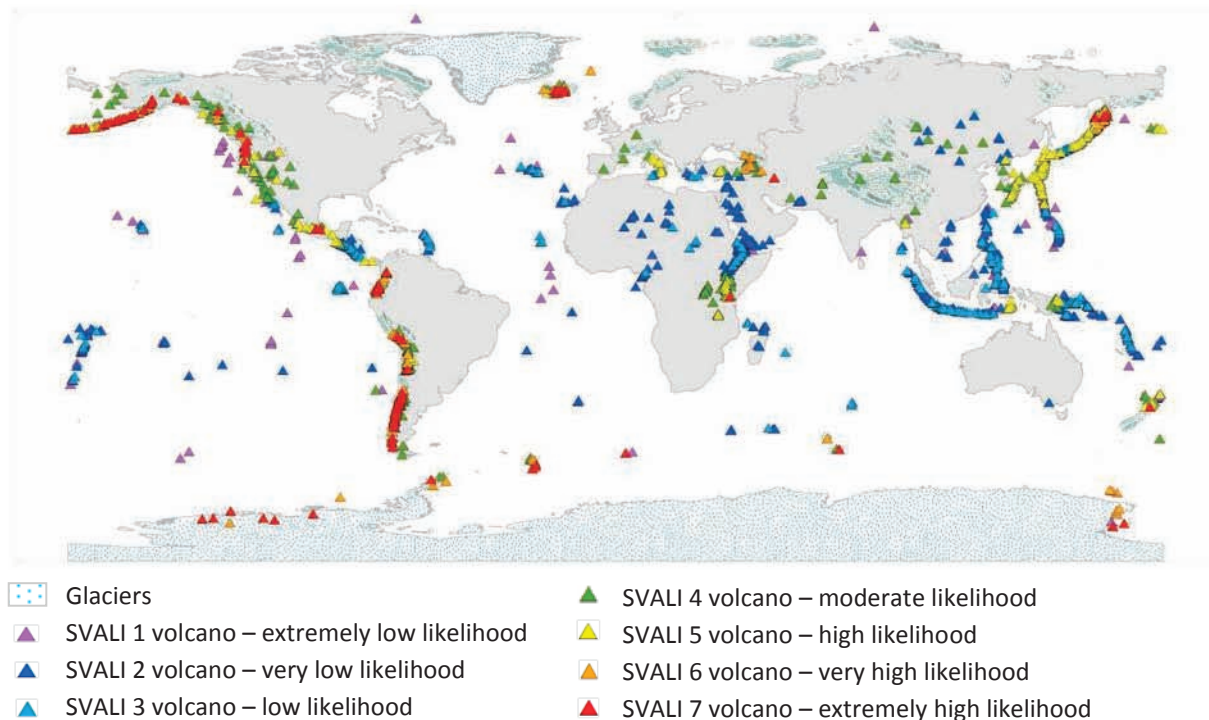 Glaciers
SVALI 1 volcano – extremely low likelihood
SVALI 2 volcano – very low likelihood
SVALI 3 volcano – low likelihood
SVALI 4 volcano – moderate likelihood
SVALI 5 volcano – high likelihood
SVALI 6 volcano – very high likelihood
SVALI 7 volcano – extremely high likelihood